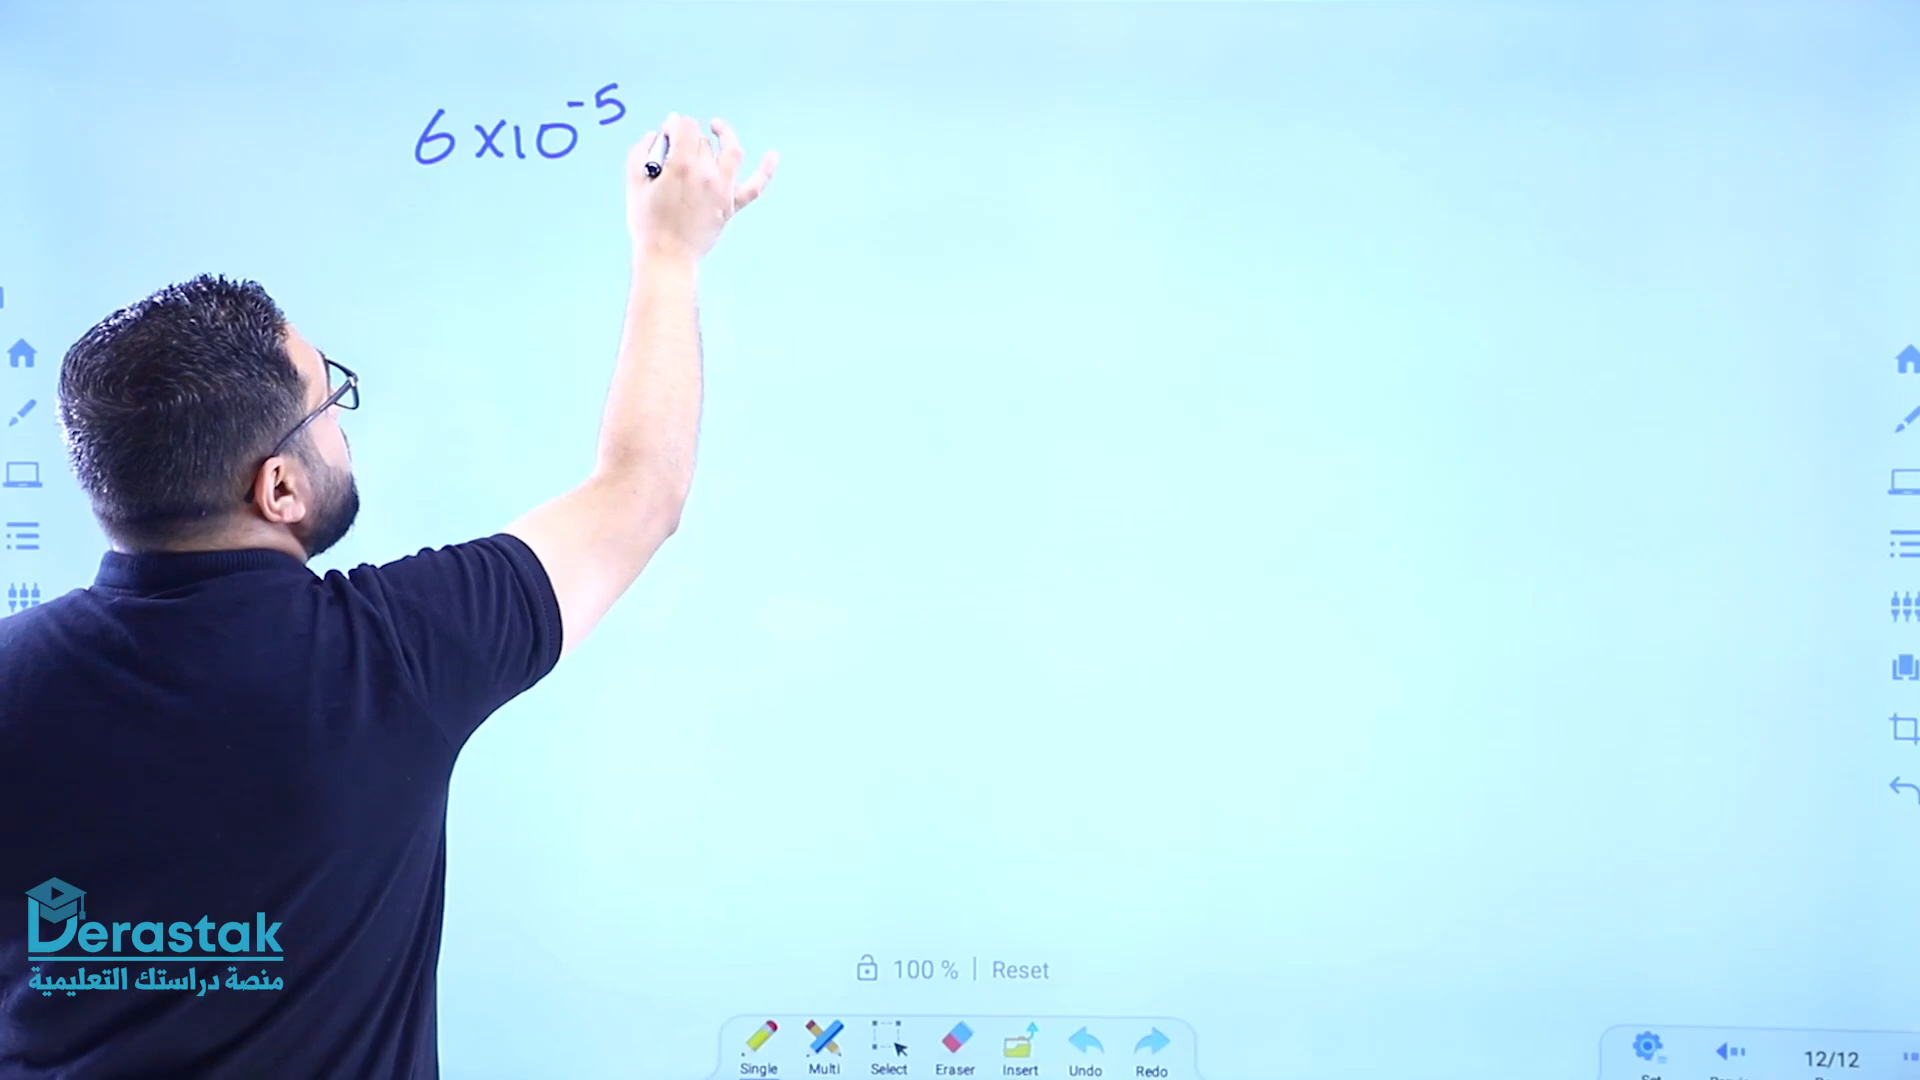 6 x 10⁻⁵
Derastak
منصة دراستك التعليمية
100 % | Reset
Single Multi Select Eraser Insert Undo Redo
12/12